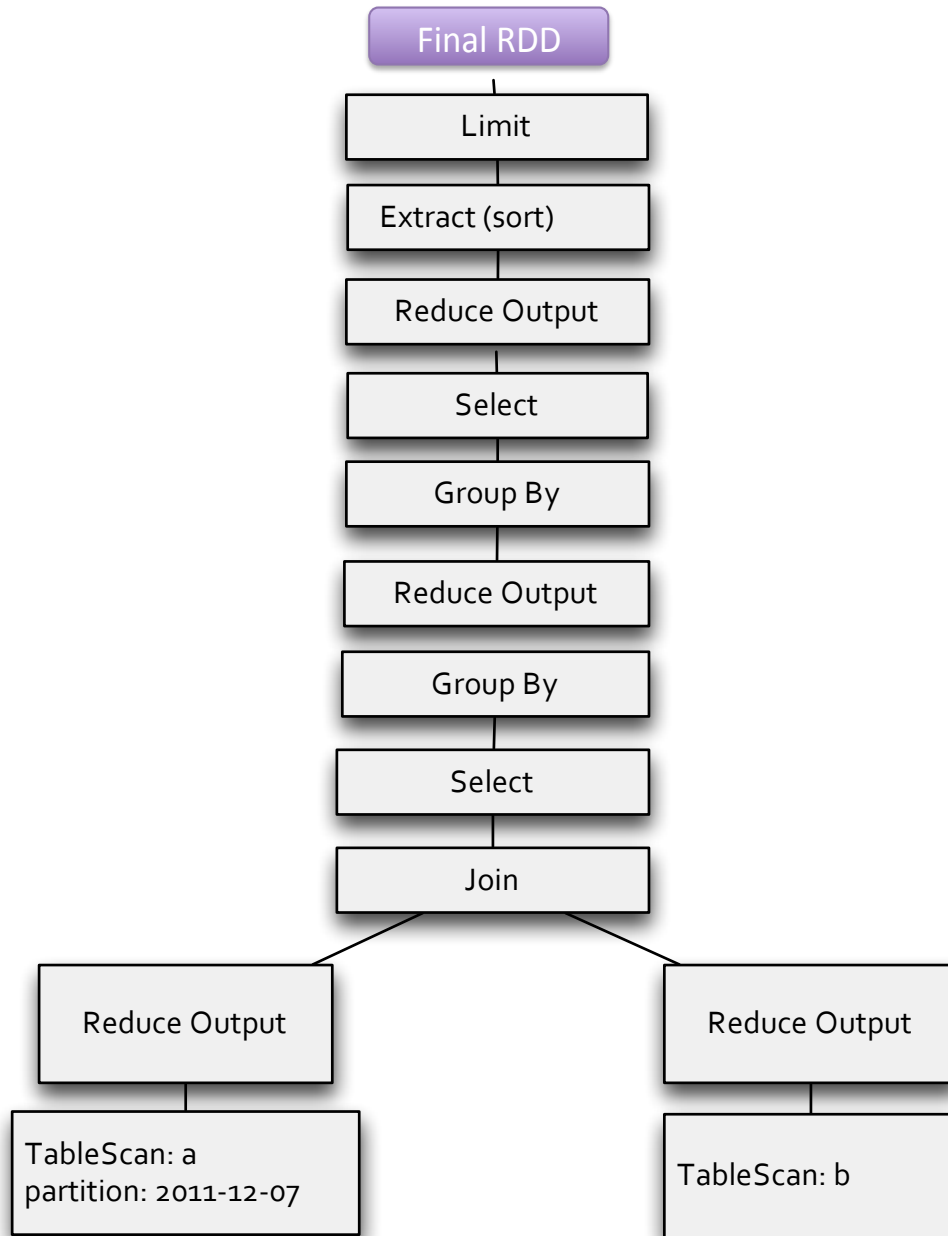 Final RDD
Limit
Extract (sort)
Reduce Output
Select
Group By
Reduce Output
Group By
Select
Join
Reduce Output
Reduce Output
TableScan: a
partition: 2011-12-07
TableScan: b